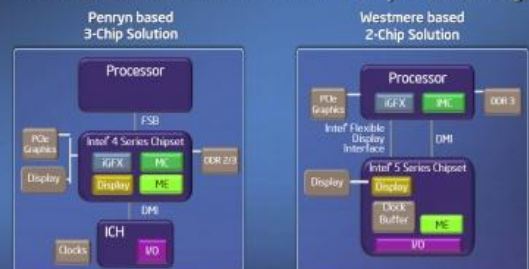 Penryn based
3-Chip Solution
Processor
FSB
PCIe
Graphics
Intel® 4 Series Chipset
iGFX
MC
DDR 2/3
Display
Display
ME
DMI
ICH
Clocks
I/O
Westmere based
2-Chip Solution
Processor
PCIe
Graphics
iGFX
IMC
DDR 3
Intel® Flexible
Display
Interface
DMI
Intel® 5 Series Chipset
Display
Display
Clock
Buffer
ME
I/O